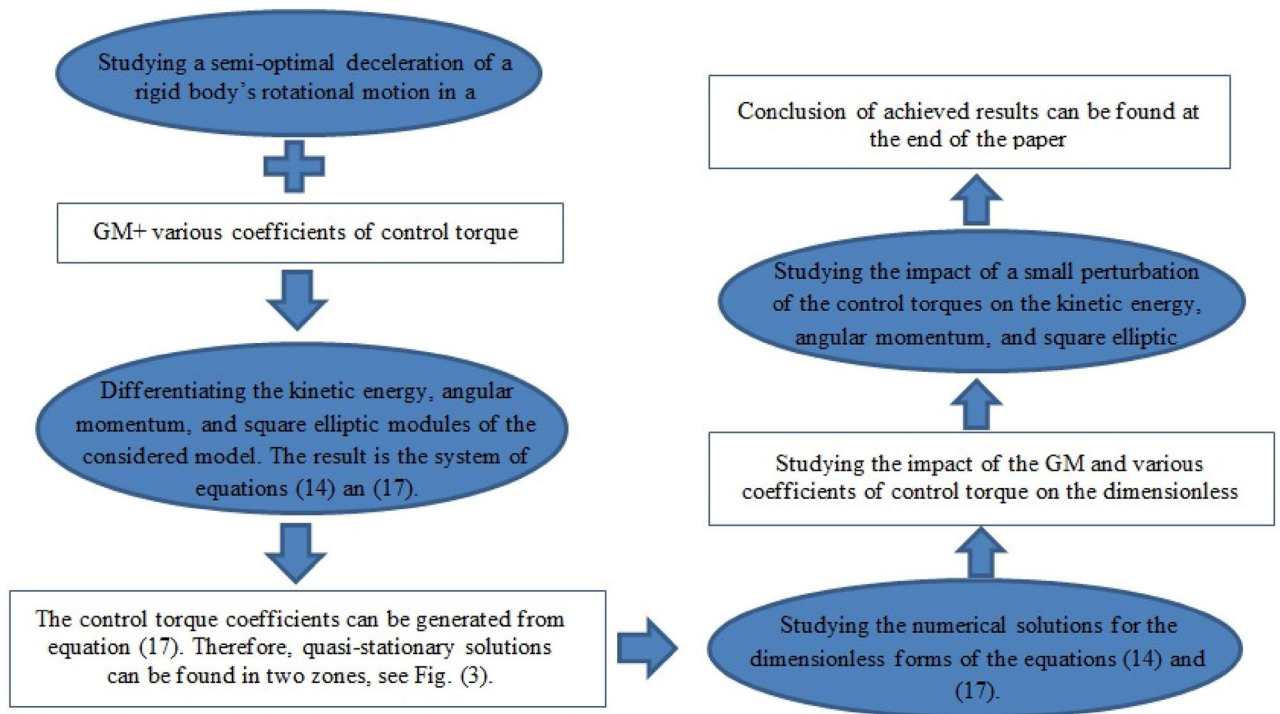 Studying a semi-optimal deceleration of a
rigid body’s rotational motion in a
GM+ various coefficients of control torque
Differentiating the kinetic energy, angular
momentum, and square elliptic modules of the
considered model. The result is the system of
equations (14) an (17).
The control torque coefficients can be generated from
equation (17). Therefore, quasi-stationary solutions
can be found in two zones, see Fig. (3).
Studying the numerical solutions for the
dimensionless forms of the equations (14) and
(17).
Studying the impact of the GM and various
coefficients of control torque on the dimensionless
Studying the impact of a small perturbation
of the control torques on the kinetic energy,
angular momentum, and square elliptic
Conclusion of achieved results can be found at
the end of the paper